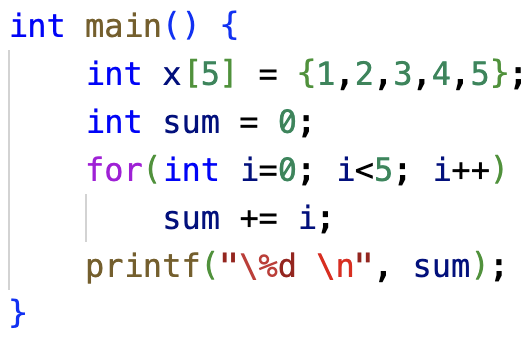 int main() {
    int x[5] = {1,2,3,4,5};
    int sum = 0;
    for(int i=0; i<5; i++)
        sum += i;
    printf("\%d \n", sum);
}